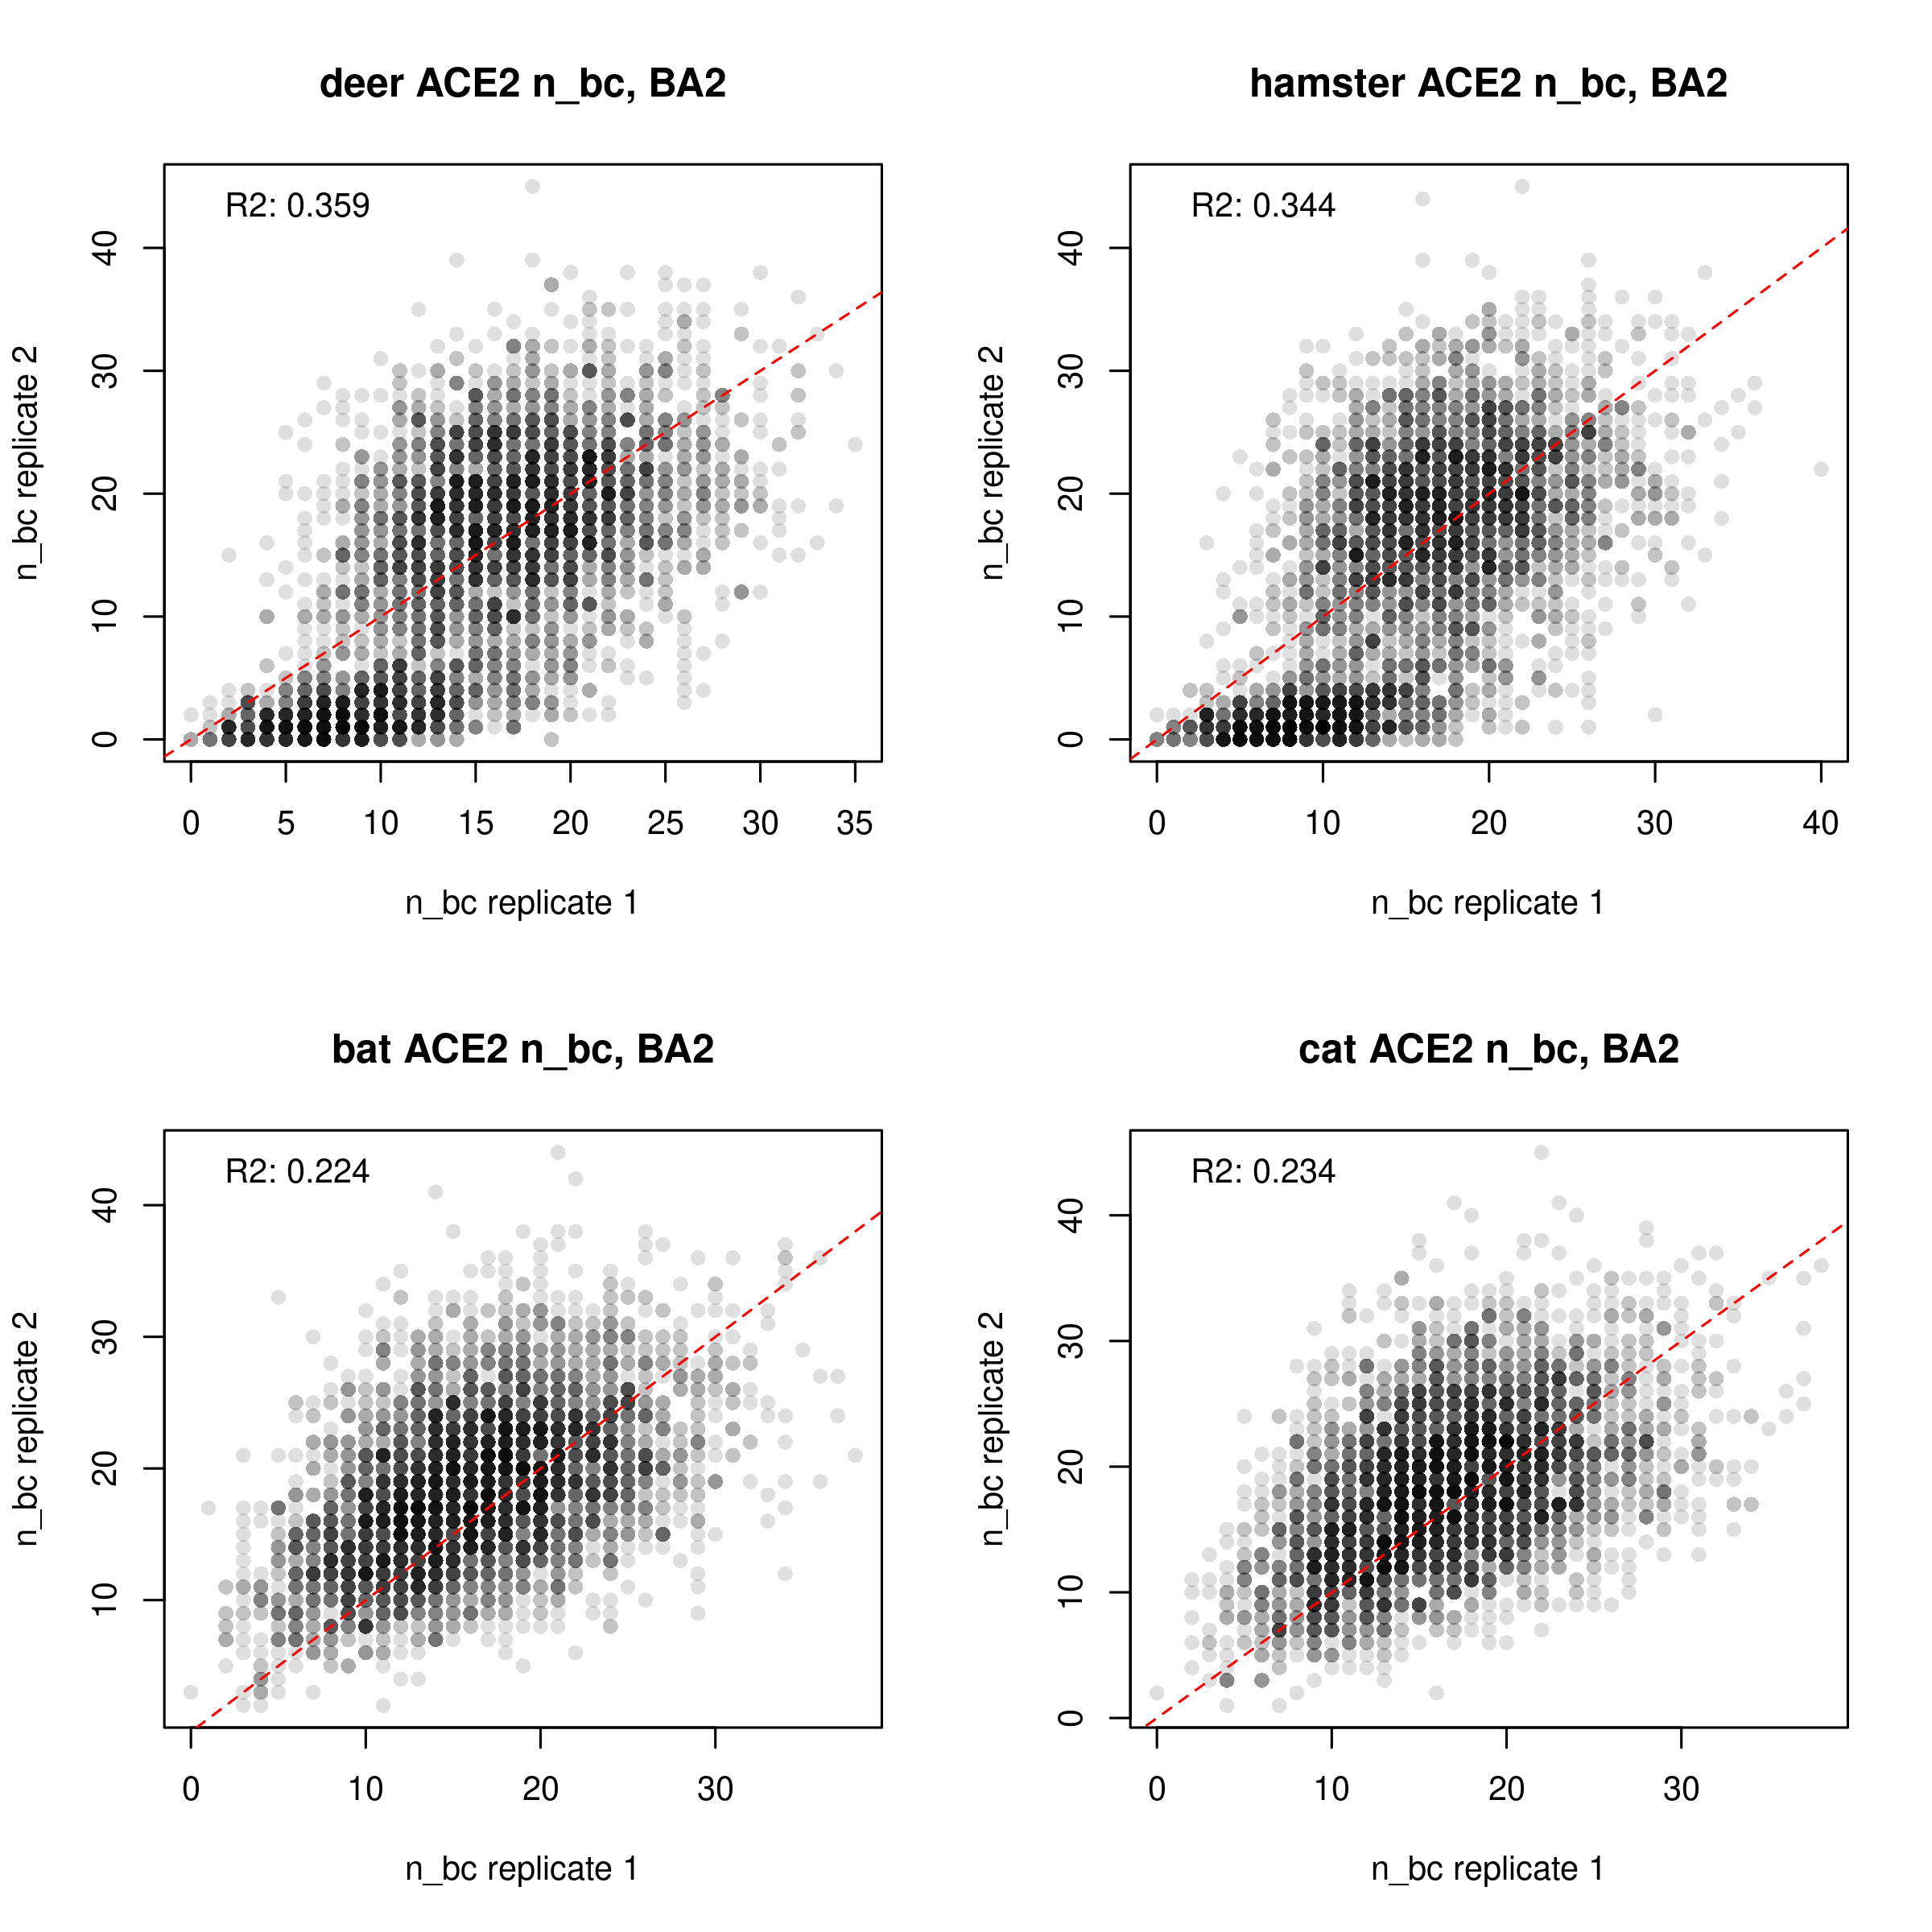 deer ACE2 n_bc, BA2
R2: 0.359
n_bc replicate 2
0 10 20 30 40
0 5 10 15 20 25 30 35
n_bc replicate 1
hamster ACE2 n_bc, BA2
R2: 0.344
n_bc replicate 2
0 10 20 30 40
0 10 20 30 40
n_bc replicate 1
bat ACE2 n_bc, BA2
R2: 0.224
n_bc replicate 2
10 20 30 40
0 10 20 30
n_bc replicate 1
cat ACE2 n_bc, BA2
R2: 0.234
n_bc replicate 2
0 10 20 30 40
0 10 20 30
n_bc replicate 1